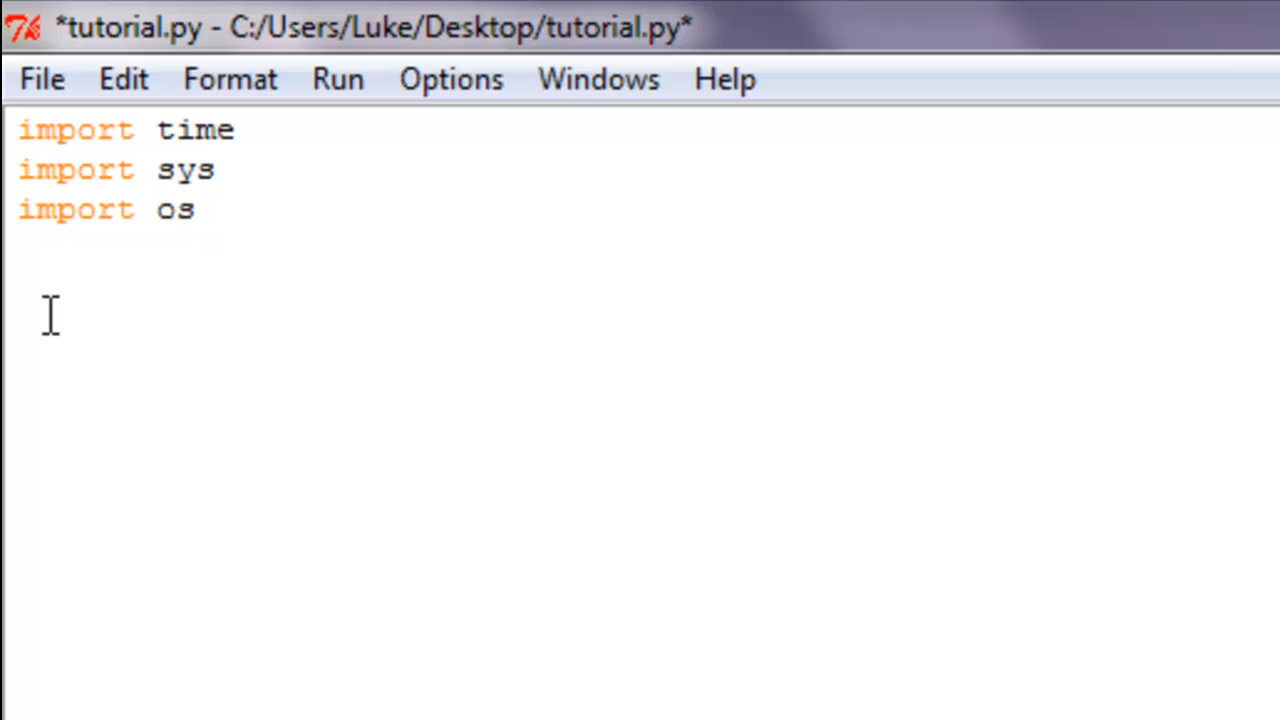 *tutorial.py - C:/Users/Luke/Desktop/tutorial.py*
File Edit Format Run Options Windows Help
import time
import sys
import os